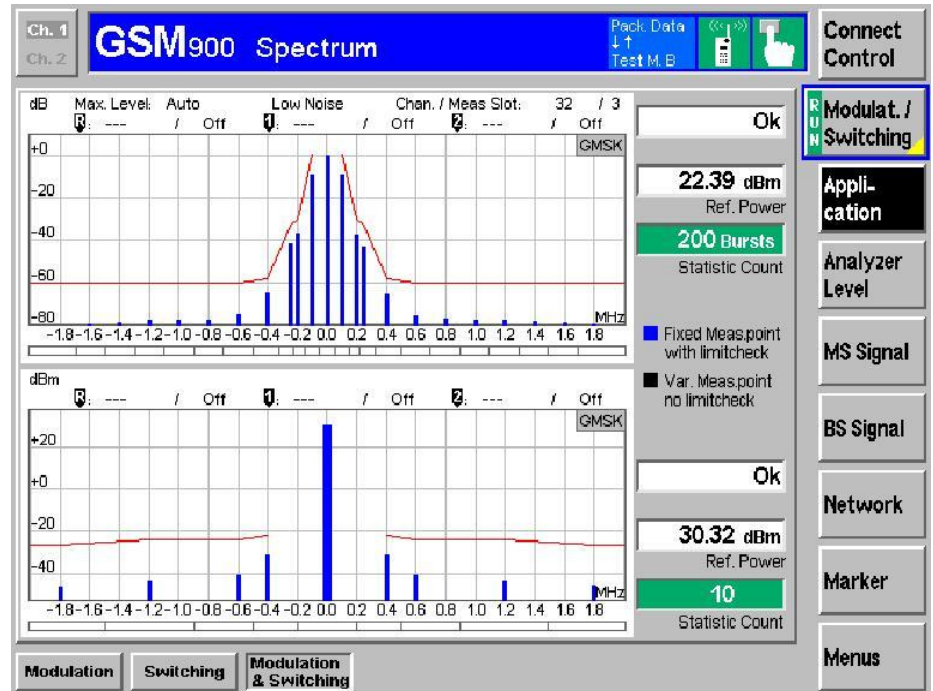 Ch. 1
Ch. 2
GSM900 Spectrum
Pack. Data
↓↑
Test M. B
Connect
Control
dB Max. Level: Auto Low Noise Chan. / Meas Slot: 32 / 3
R: --- / Off 1: --- / Off 2: --- / Off
GMSK
+0
-20
-40
-60
-80
MHz
-1.8-1.6-1.4-1.2-1.0-0.8-0.6-0.4-0.2 0.0 0.2 0.4 0.6 0.8 1.0 1.2 1.4 1.6 1.8
Ok
22.39 dBm
Ref. Power
200 Bursts
Statistic Count
Fixed Meas.point
with limitcheck
Var. Meas.point
no limitcheck
dBm
R: --- / Off 1: --- / Off 2: --- / Off
GMSK
+20
+0
-20
-40
MHz
-1.8-1.6-1.4-1.2-1.0-0.8-0.6-0.4-0.2 0.0 0.2 0.4 0.6 0.8 1.0 1.2 1.4 1.6 1.8
Ok
30.32 dBm
Ref. Power
10
Statistic Count
RUN
Modulat. /
Switching
Appli-
cation
Analyzer
Level
MS Signal
BS Signal
Network
Marker
Menus
Modulation
Switching
Modulation
& Switching